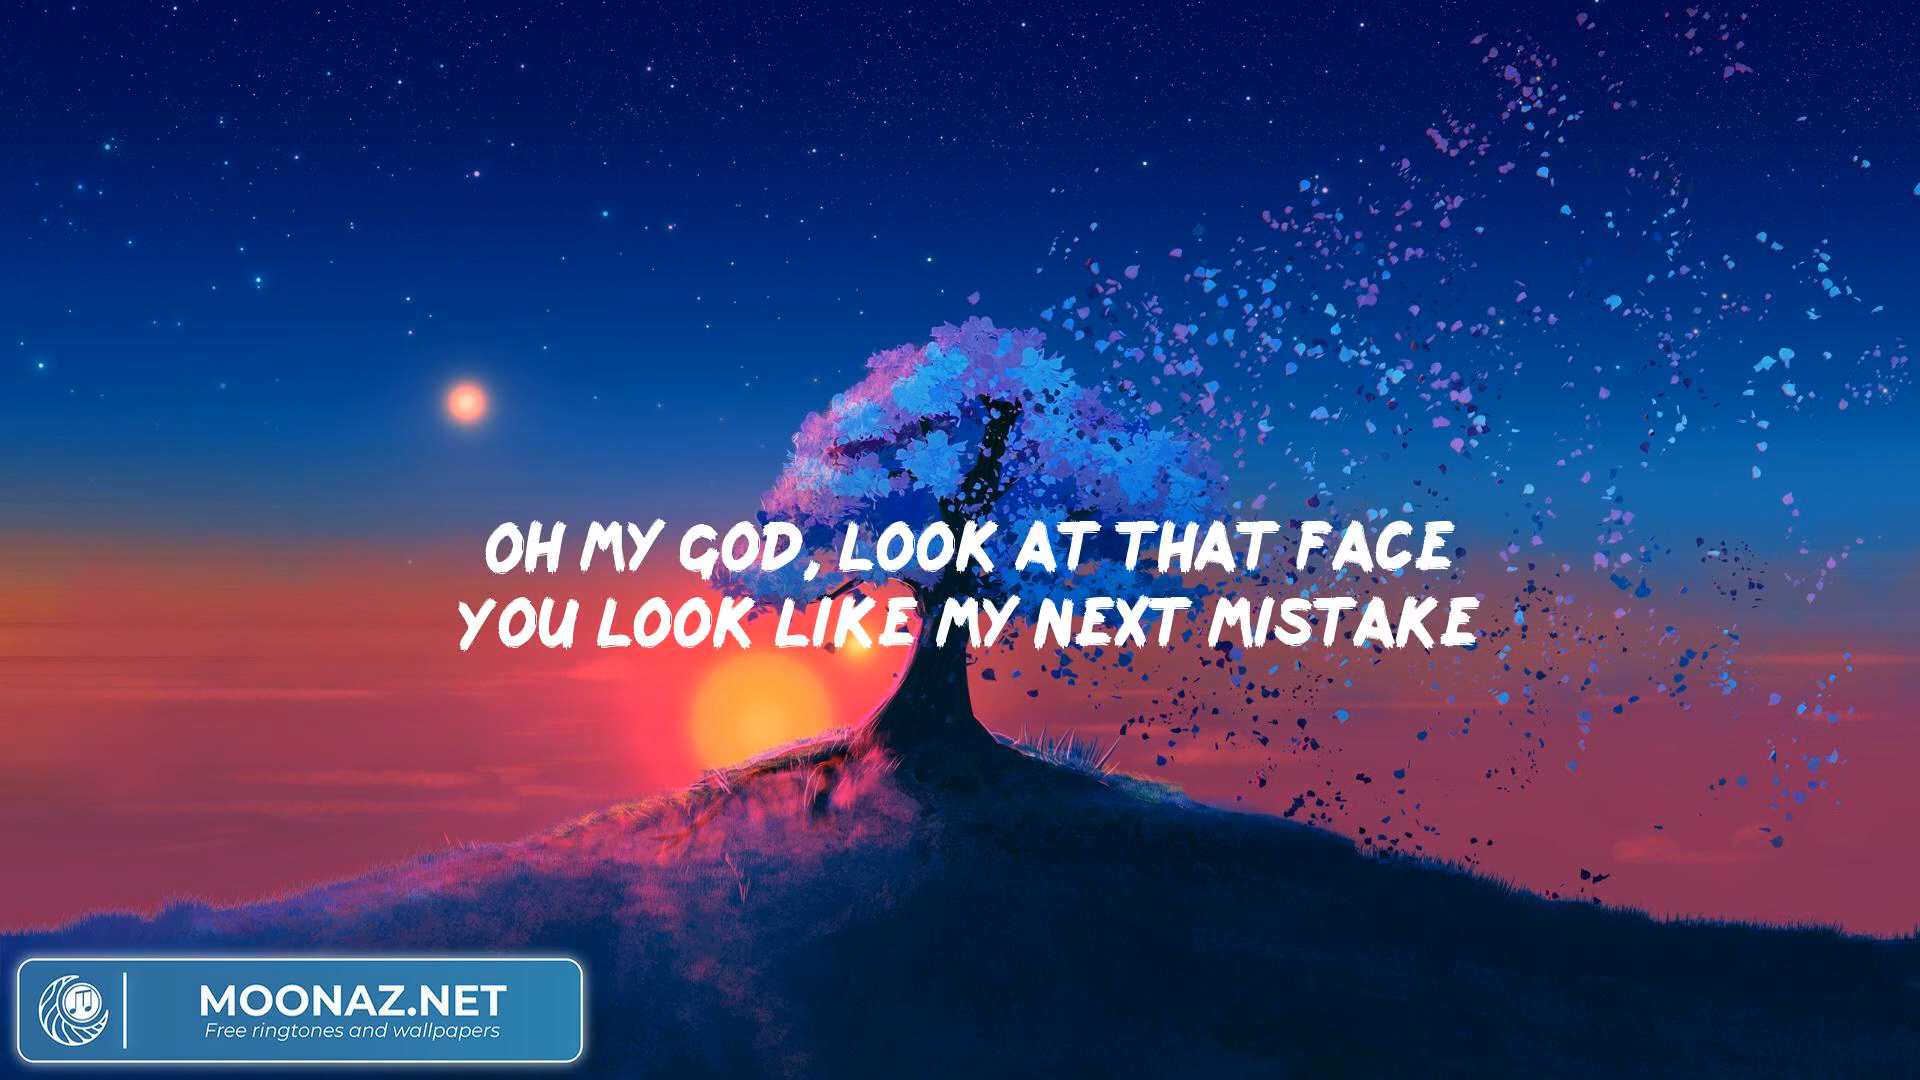 OH MY GOD, LOOK AT THAT FACE
YOU LOOK LIKE MY NEXT MISTAKE
MOONAZ.NET
Free ringtones and wallpapers